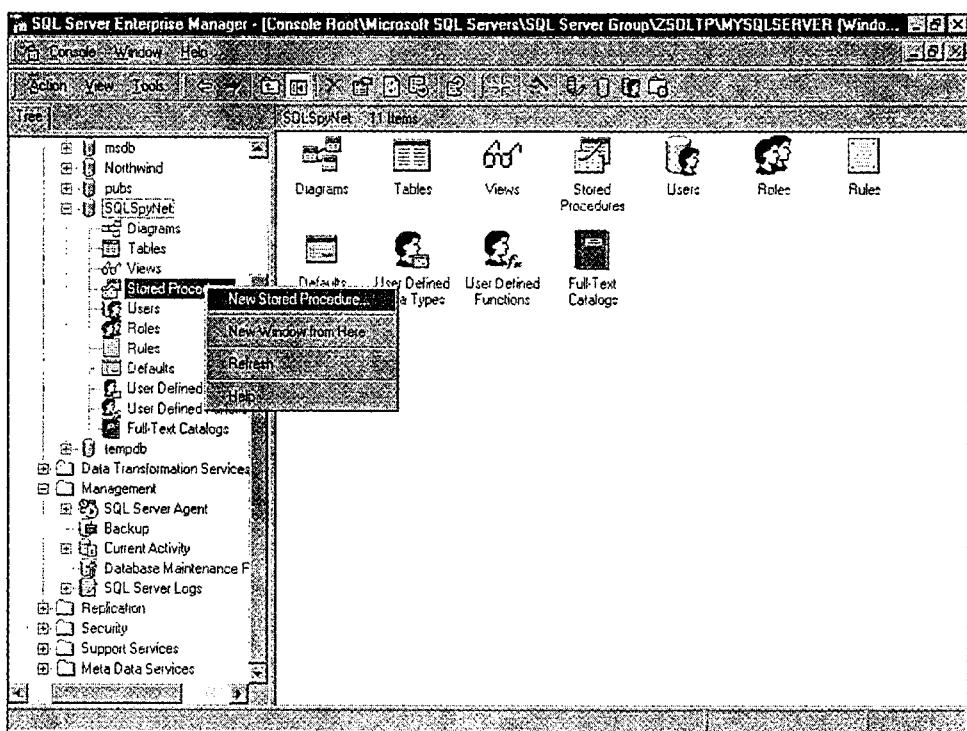 SQL Server Enterprise Manager - [Console Root\Microsoft SQL Servers\SQL Server Group\ZSOLTP\MYSQLSERVER (Windo...
Console Window Help
Action View Tools
Tree
SQLSpyNet 11 Items
msdb
Northwind
pubs
SQLSpyNet
Diagrams
Tables
Views
Stored Proced
Users
Roles
Rules
Defaults
User Defined
User Defined
Full-Text Catalogs
tempdb
Data Transformation Services
Management
SQL Server Agent
Backup
Current Activity
Database Maintenance P
SQL Server Logs
Replication
Security
Support Services
Meta Data Services
New Stored Procedure...
New Window from Here
Refresh
Help
Diagrams
Tables
Views
Stored
Procedures
Users
Roles
Rules
Defaults
User Defined
a Types
User Defined
Functions
Full-Text
Catalogs